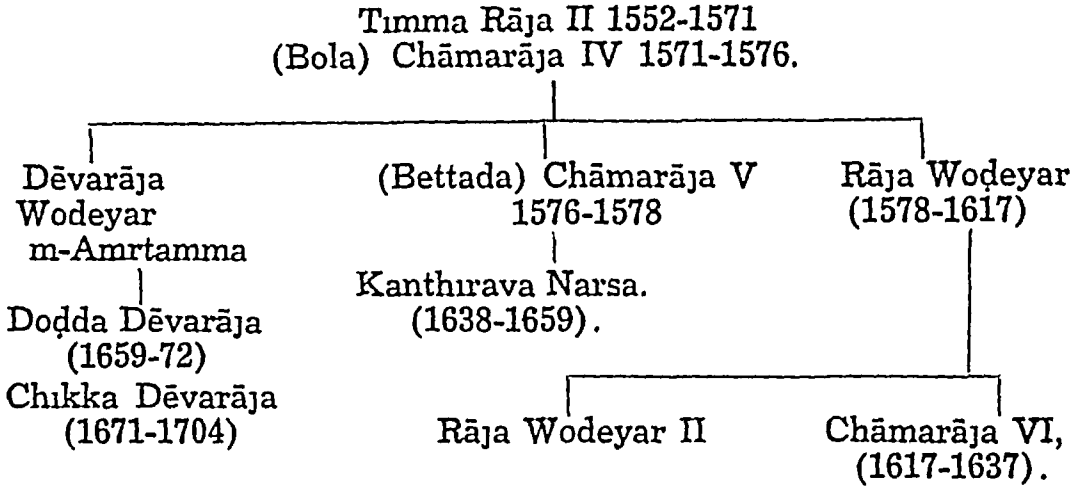 Tımma Rāja II 1552-1571
(Bola) Chāmarāja IV 1571-1576.
Dēvarāja
Wodeyar
m-Amrtamma
(Bettada) Chāmarāja V
1576-1578
Rāja Woḍeyar
(1578-1617)
Kanthırava Narsa.
(1638-1659).
Doḍda Dēvarāja
(1659-72)
Chıkka Dēvarāja
(1671-1704)
Rāja Wodeyar II
Chāmarāja VI,
(1617-1637).